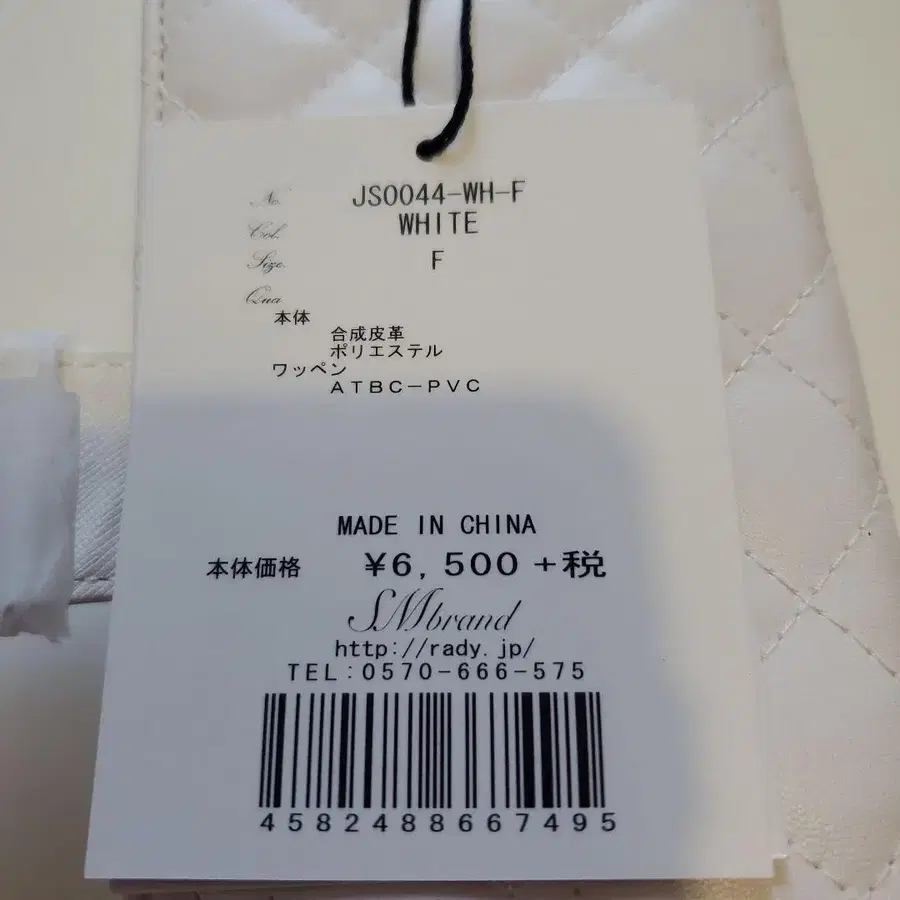 No. JS0044-WH-F
Col. WHITE
Size. F
Qua
本体
合成皮革
ポリエステル
ワッペン
ATBC-PVC
MADE IN CHINA
本体価格 ¥6,500+税
SMbrand
http://rady.jp/
TEL:0570-666-575
4582488667495